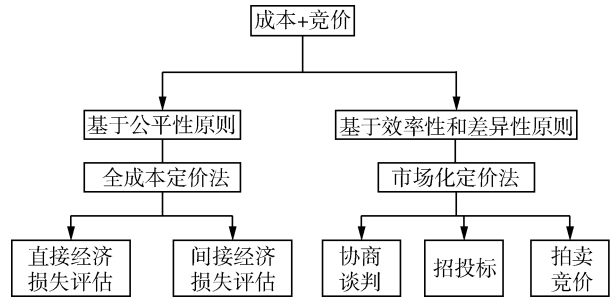 成本+竞价
基于公平性原则
基于效率性和差异性原则
全成本定价法
市场化定价法
直接经济
损失评估
间接经济
损失评估
协商
谈判
招投标
拍卖
竞价